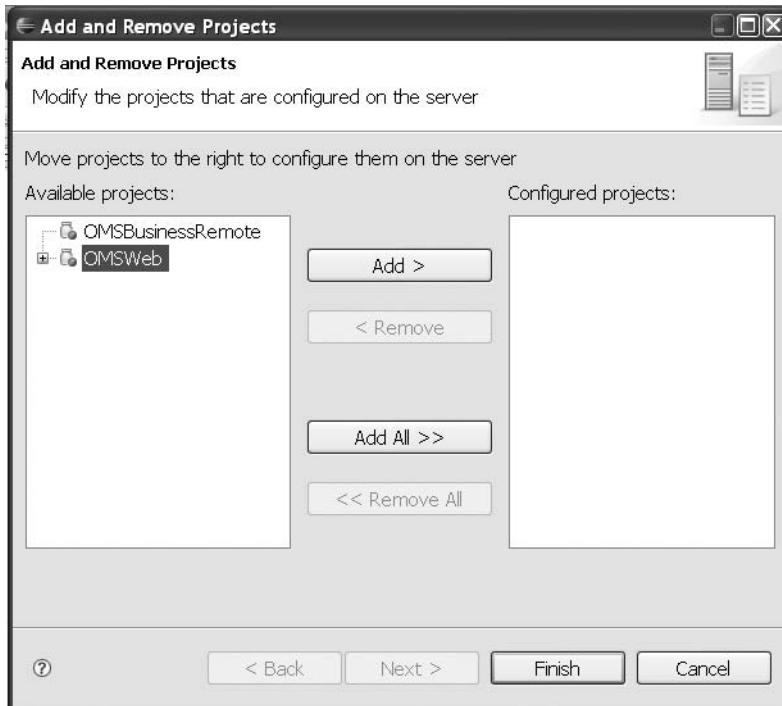 Add and Remove Projects
Add and Remove Projects
Modify the projects that are configured on the server
Move projects to the right to configure them on the server
Available projects:
Configured projects:
OMSBusinessRemote
OMSWeb
Add >
< Remove
Add All >>
<< Remove All
?
< Back
Next >
Finish
Cancel